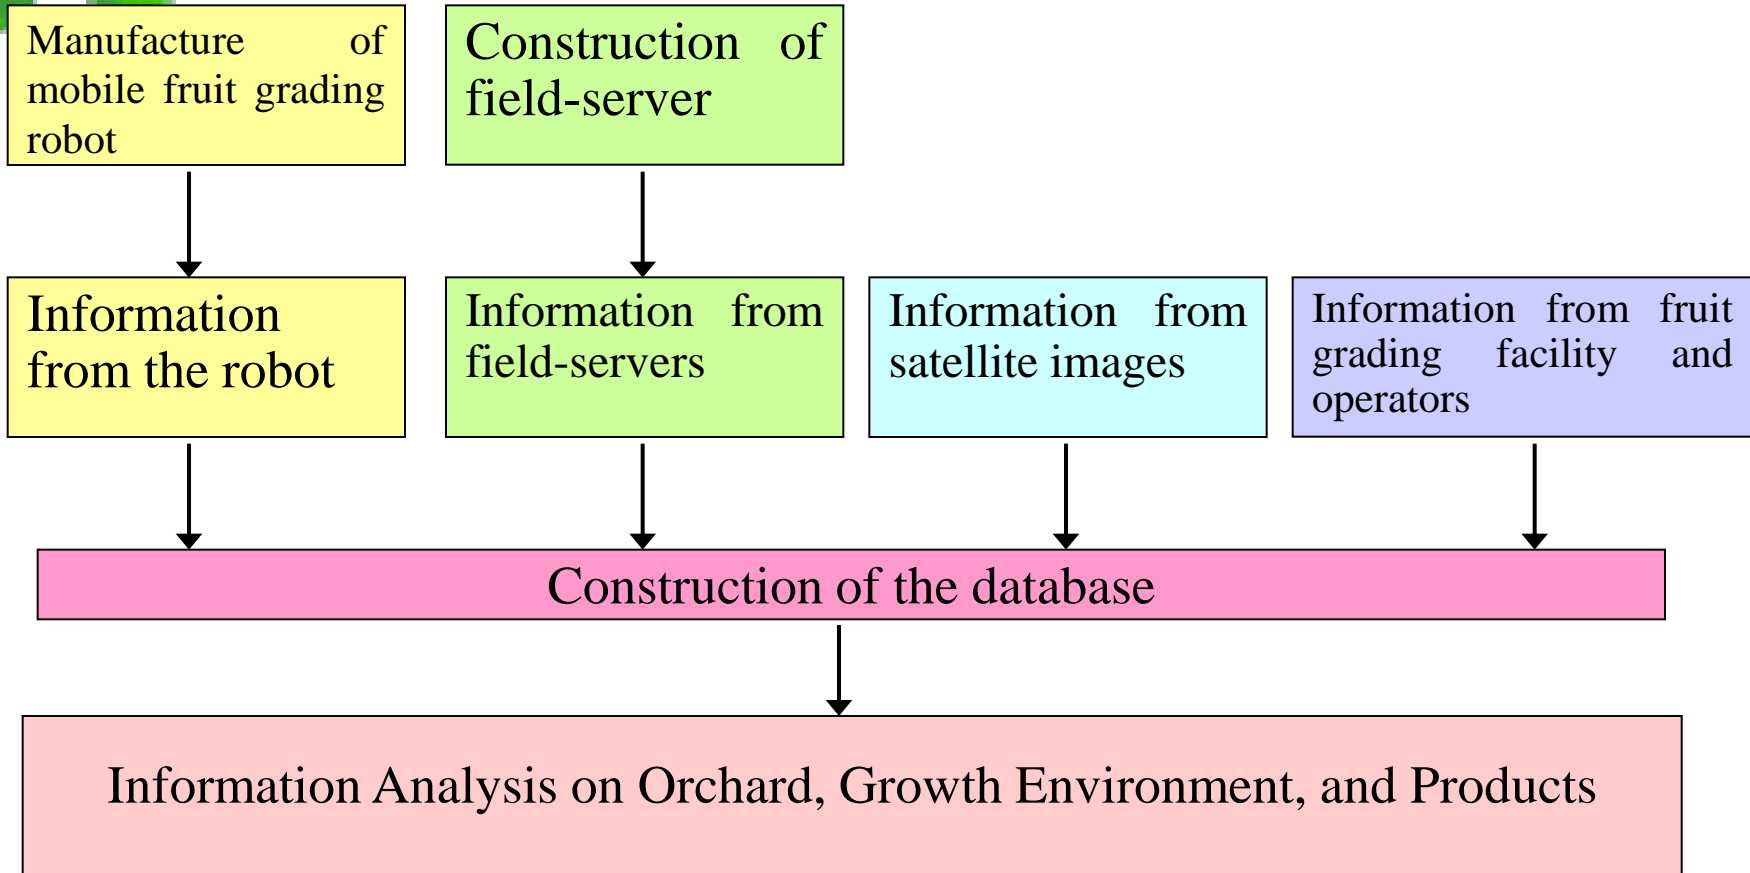 Manufacture of
mobile fruit grading
robot
Construction of
field-server
Information
from the robot
Information from
field-servers
Information from
satellite images
Information from fruit
grading facility and
operators
Construction of the database
Information Analysis on Orchard, Growth Environment, and Products